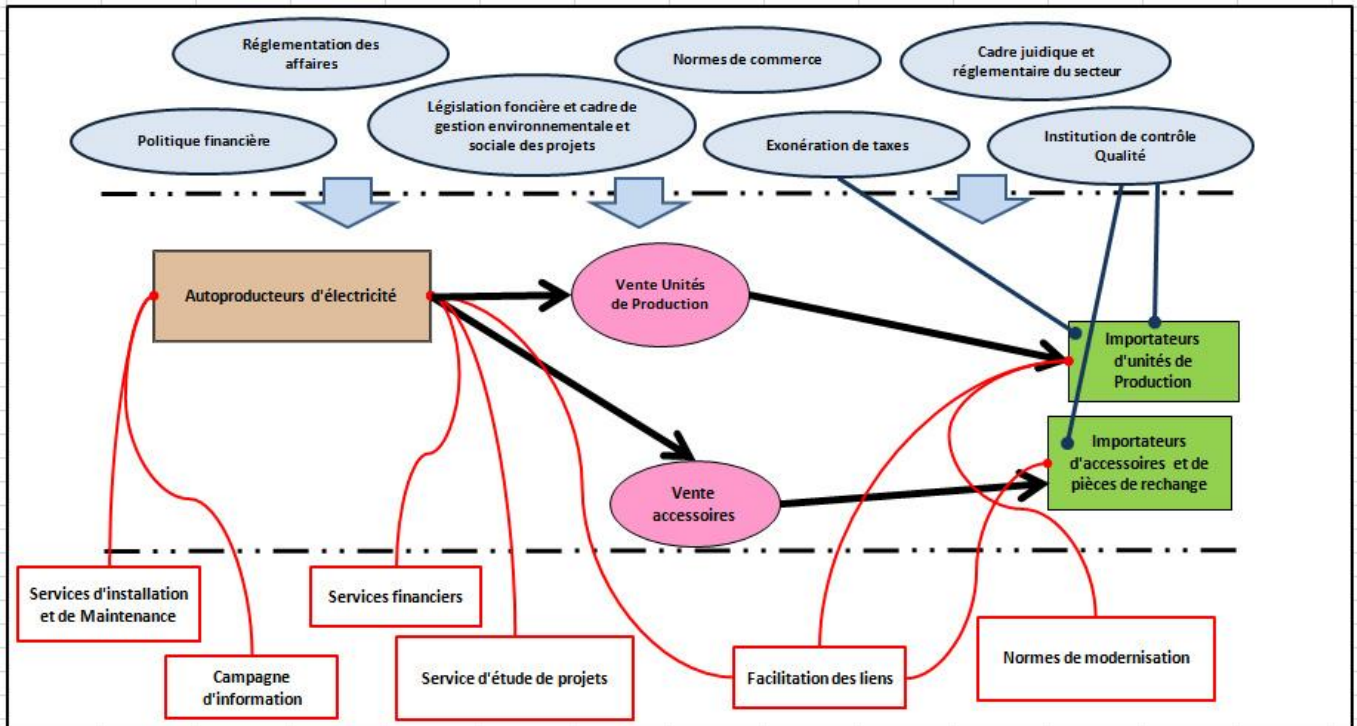 Réglementation des
affaires
Normes de commerce
Cadre juidique et
réglementaire du secteur
Politique financière
Législation foncière et cadre de
gestion environnementale et
sociale des projets
Exonération de taxes
Institution de contrôle
Qualité
Autoproducteurs d'électricité
Vente Unités
de Production
Importateurs
d'unités de
Production
Vente
accessoires
Importateurs
d'accessoires et de
pièces de rechange
Services d'installation
et de Maintenance
Campagne
d'information
Services financiers
Service d'étude de projets
Facilitation des liens
Normes de modernisation